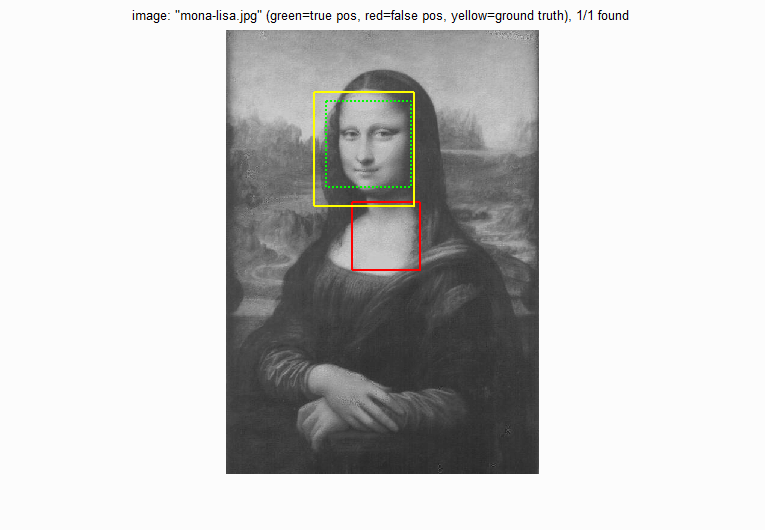 image: "mona-lisa.jpg" (green=true pos, red=false pos, yellow=ground truth), 1/1 found